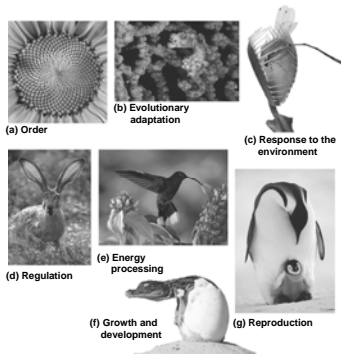 (a) Order
(b) Evolutionary
adaptation
(c) Response to the
environment
(d) Regulation
(e) Energy
processing
(f) Growth and
development
(g) Reproduction